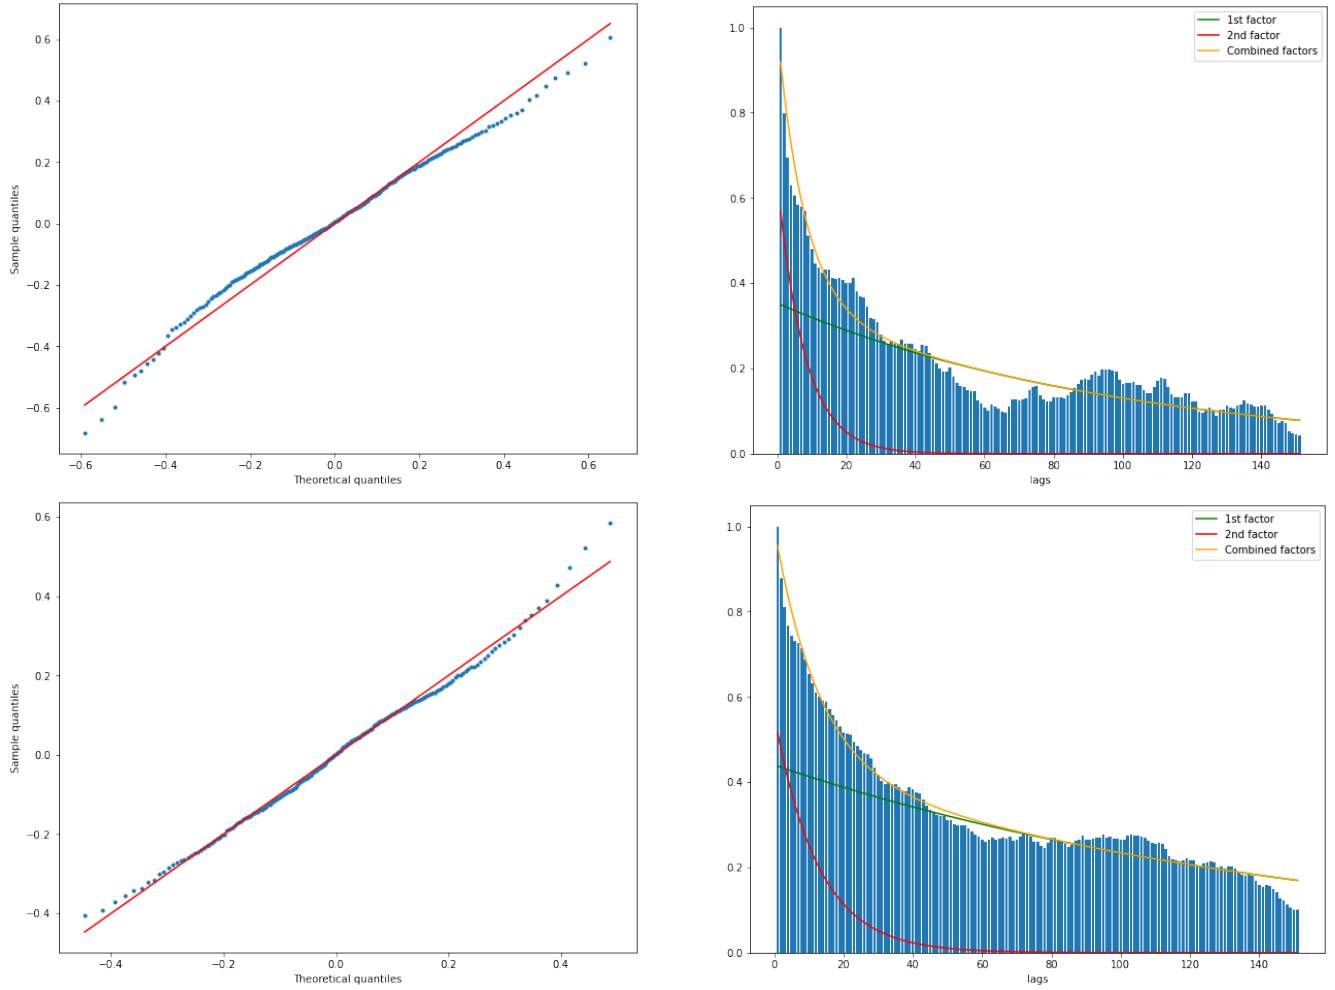 0.6
0.4
0.2
0.0
−0.2
−0.4
−0.6
Sample quantiles
−0.6 −0.4 −0.2 0.0 0.2 0.4 0.6
Theoretical quantiles
1st factor
2nd factor
Combined factors
1.0
0.8
0.6
0.4
0.2
0.0
0 20 40 60 80 100 120 140
lags
0.6
0.4
0.2
0.0
−0.2
−0.4
Sample quantiles
−0.4 −0.2 0.0 0.2 0.4
Theoretical quantiles
1st factor
2nd factor
Combined factors
1.0
0.8
0.6
0.4
0.2
0.0
0 20 40 60 80 100 120 140
lags